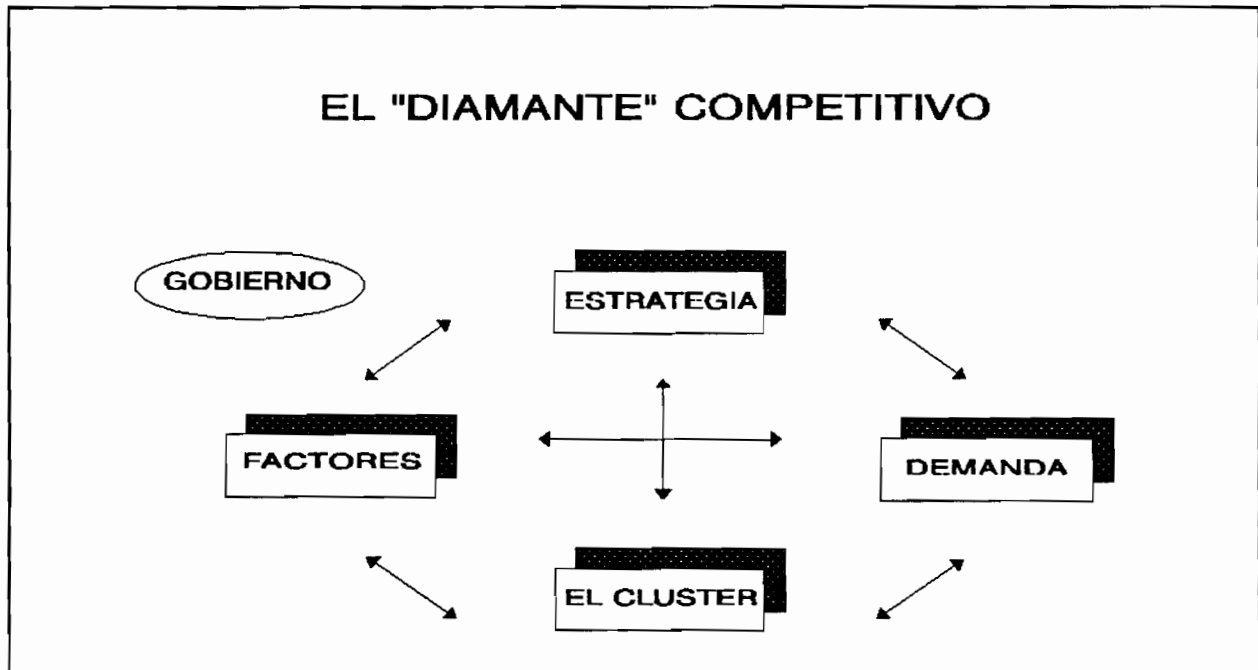 EL "DIAMANTE" COMPETITIVO
GOBIERNO
ESTRATEGIA
FACTORES
DEMANDA
EL CLUSTER